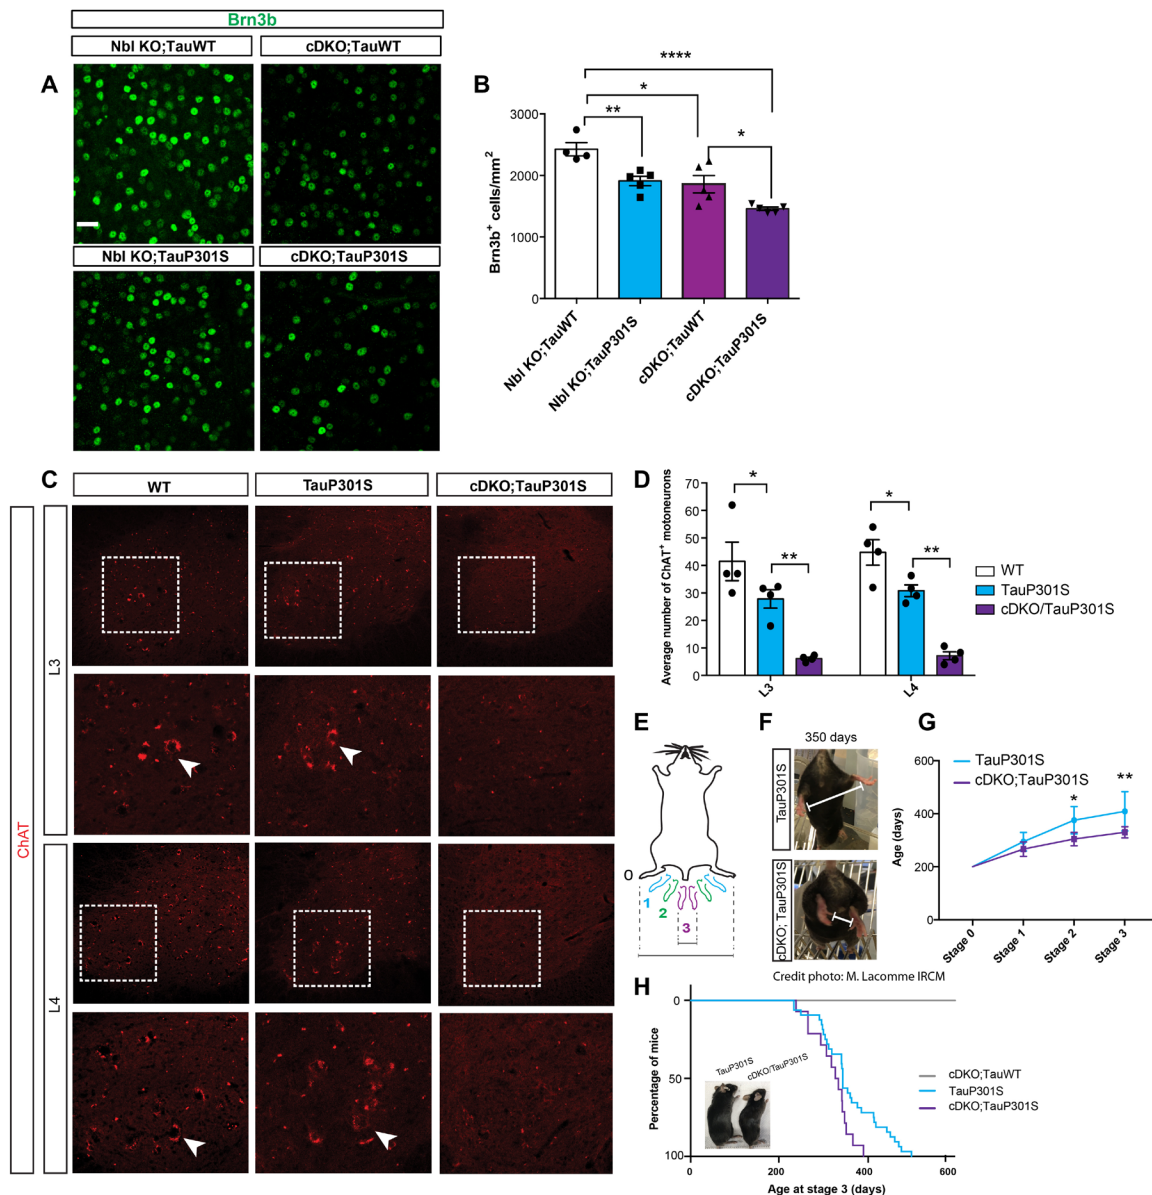 Brn3b
Nbl KO;TauWT
cDKO;TauWT
A
Nbl KO;TauP301S
cDKO;TauP301S
B
****
*
**
*
3000
2000
1000
0
Brn3b+ cells/mm2
Nbl KO;TauWT
Nbl KO;TauP301S
cDKO;TauWT
cDKO;TauP301S
C
WT
TauP301S
cDKO;TauP301S
ChAT
L3
L4
D
Average number of ChAT+ motoneurons
70
60
50
40
30
20
10
0
*
**
*
**
L3
L4
WT
TauP301S
cDKO/TauP301S
E
0
1
2
3
F
350 days
TauP301S
cDKO; TauP301S
Credit photo: M. Lacomme IRCM
G
600
400
200
0
Age (days)
TauP301S
cDKO;TauP301S
*
**
Stage 0
Stage 1
Stage 2
Stage 3
H
0
50
100
Percentage of mice
TauP301S
cDKO/TauP301S
cDKO;TauWT
TauP301S
cDKO;TauP301S
0
200
400
600
Age at stage 3 (days)